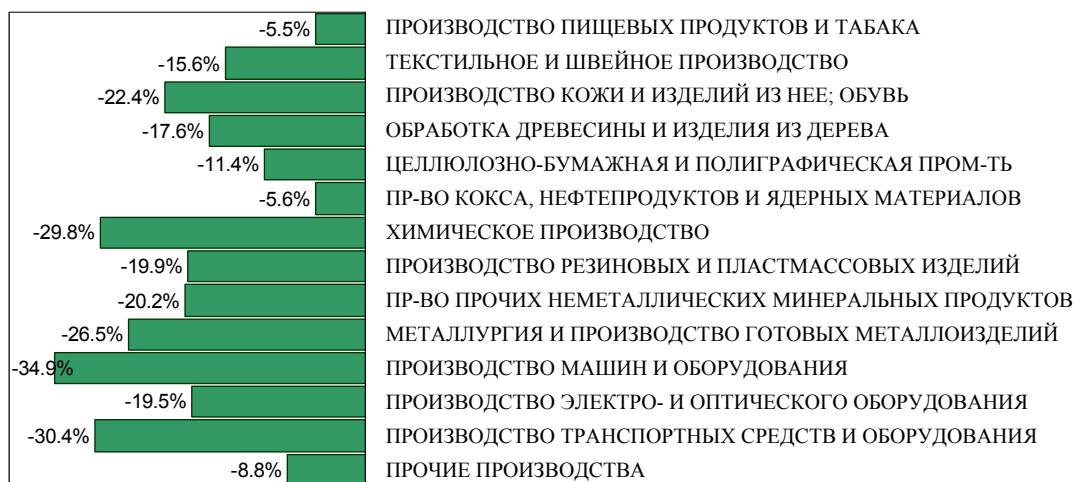 -5.5% ПРОИЗВОДСТВО ПИЩЕВЫХ ПРОДУКТОВ И ТАБАКА
-15.6% ТЕКСТИЛЬНОЕ И ШВЕЙНОЕ ПРОИЗВОДСТВО
-22.4% ПРОИЗВОДСТВО КОЖИ И ИЗДЕЛИЙ ИЗ НЕЕ; ОБУВЬ
-17.6% ОБРАБОТКА ДРЕВЕСИНЫ И ИЗДЕЛИЯ ИЗ ДЕРЕВА
-11.4% ЦЕЛЛЮЛОЗНО-БУМАЖНАЯ И ПОЛИГРАФИЧЕСКАЯ ПРОМ-ТЬ
-5.6% ПР-ВО КОКСА, НЕФТЕПРОДУКТОВ И ЯДЕРНЫХ МАТЕРИАЛОВ
-29.8% ХИМИЧЕСКОЕ ПРОИЗВОДСТВО
-19.9% ПРОИЗВОДСТВО РЕЗИНОВЫХ И ПЛАСТМАССОВЫХ ИЗДЕЛИЙ
-20.2% ПР-ВО ПРОЧИХ НЕМЕТАЛЛИЧЕСКИХ МИНЕРАЛЬНЫХ ПРОДУКТОВ
-26.5% МЕТАЛЛУРГИЯ И ПРОИЗВОДСТВО ГОТОВЫХ МЕТАЛЛОИЗДЕЛИЙ
-34.9% ПРОИЗВОДСТВО МАШИН И ОБОРУДОВАНИЯ
-19.5% ПРОИЗВОДСТВО ЭЛЕКТРО- И ОПТИЧЕСКОГО ОБОРУДОВАНИЯ
-30.4% ПРОИЗВОДСТВО ТРАНСПОРТНЫХ СРЕДСТВ И ОБОРУДОВАНИЯ
-8.8% ПРОЧИЕ ПРОИЗВОДСТВА